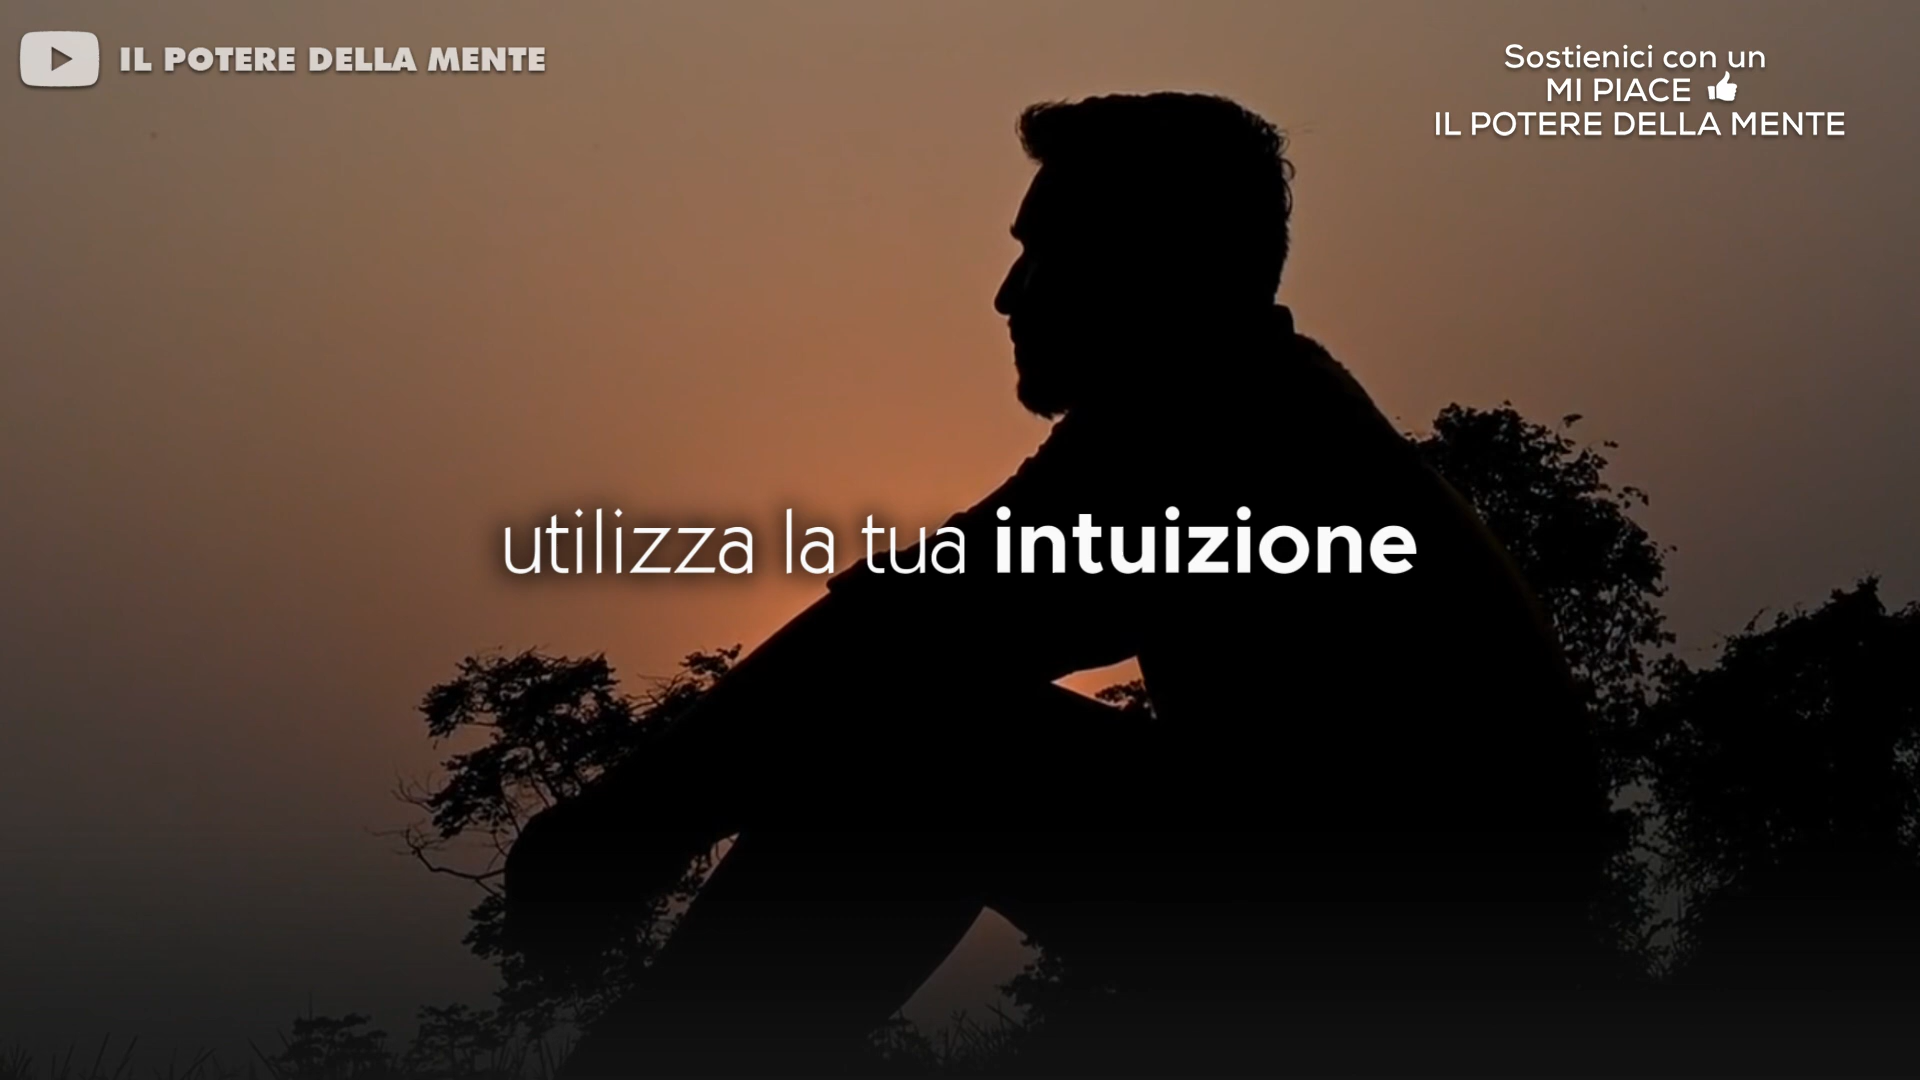 IL POTERE DELLA MENTE
Sostienici con un
MI PIACE
IL POTERE DELLA MENTE
utilizza la tua intuizione